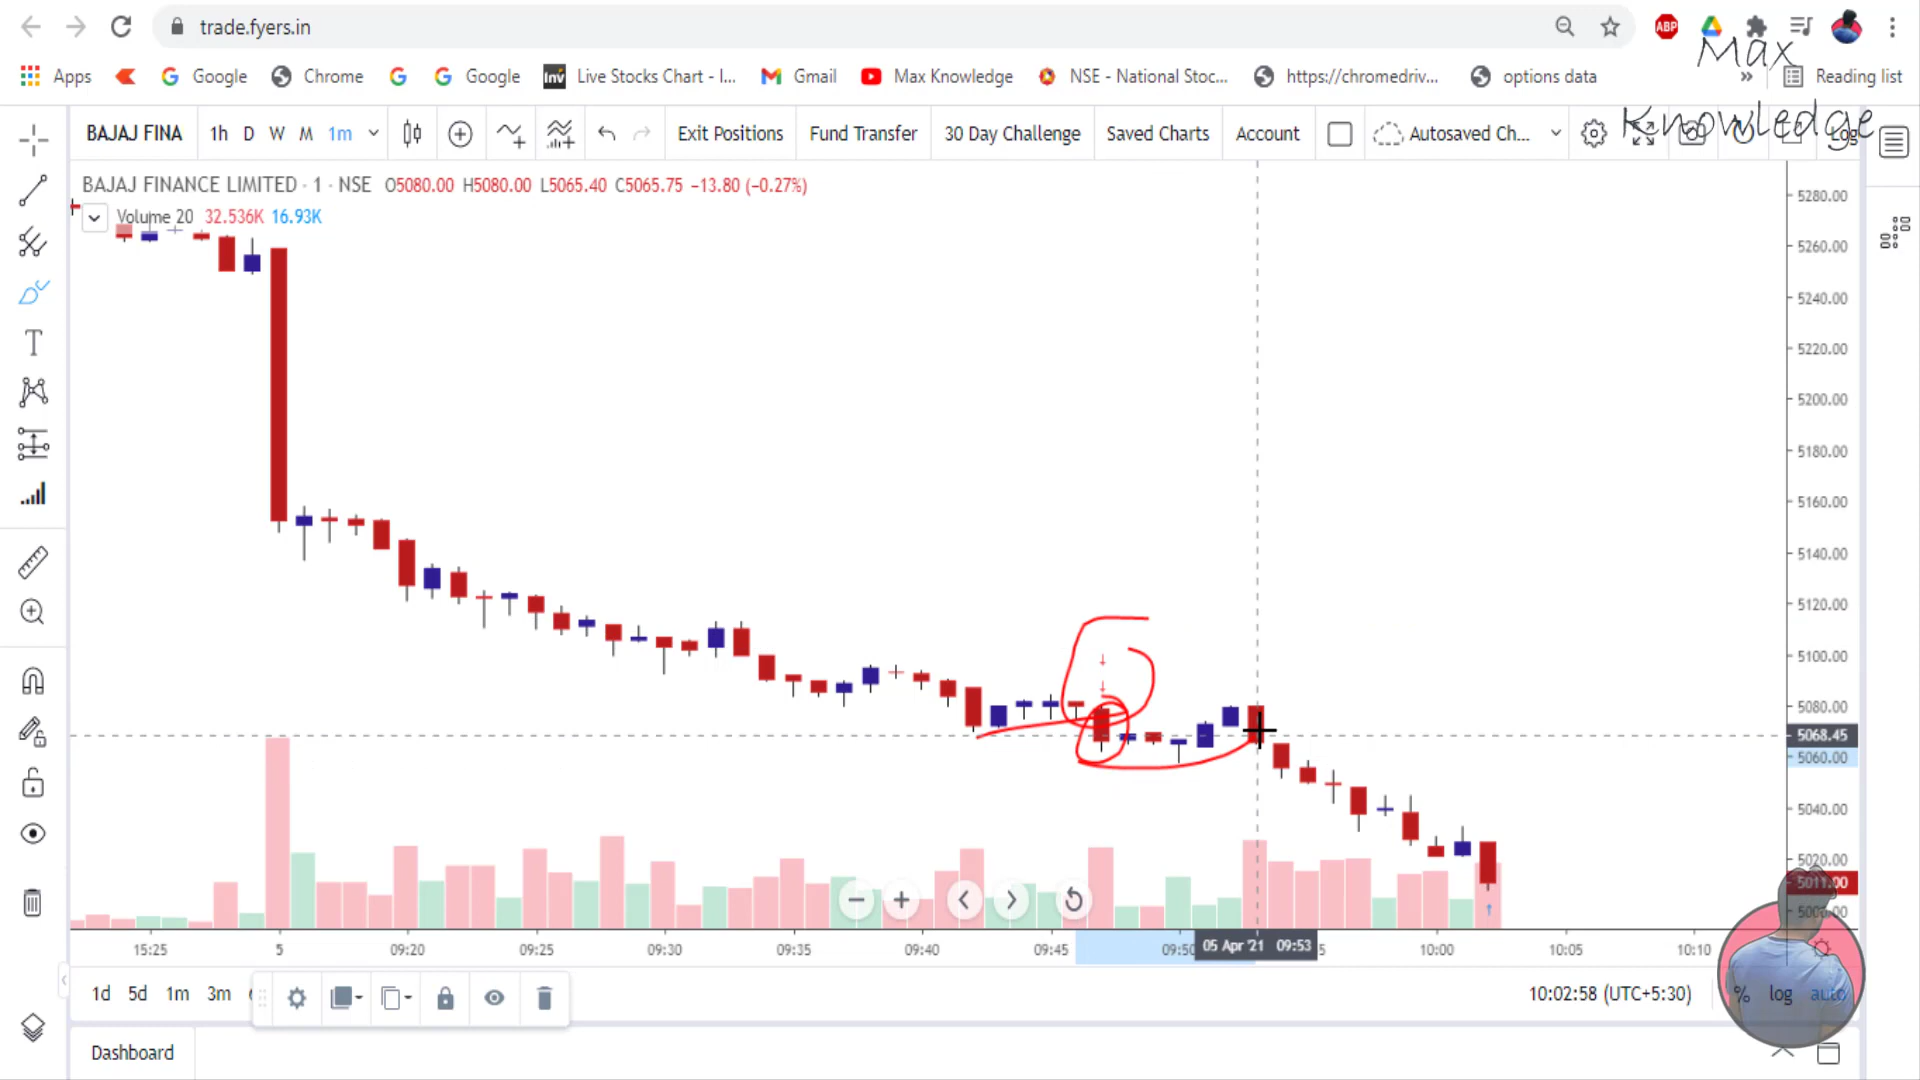 trade.fyers.in
ABP
Max
Knowledge
Apps Google Chrome Google Inv Live Stocks Chart - I... Gmail Max Knowledge NSE - National Stoc... https://chromedriv... options data » Reading list
BAJAJ FINA 1h D W M 1m Exit Positions Fund Transfer 30 Day Challenge Saved Charts Account Autosaved Ch...
BAJAJ FINANCE LIMITED · 1 · NSE O5080.00 H5080.00 L5065.40 C5065.75 −13.80 (−0.27%)
Volume 20 32.536K 16.93K
5280.00
5260.00
5240.00
5220.00
5200.00
5180.00
5160.00
5140.00
5120.00
5100.00
5080.00
5068.45
5060.00
5040.00
5020.00
5011.00
15:25 5 09:20 09:25 09:30 09:35 09:40 09:45 09:50 05 Apr '21 09:53 10:00 10:05 10:10
1d 5d 1m 3m 10:02:58 (UTC+5:30) % log auto
Dashboard